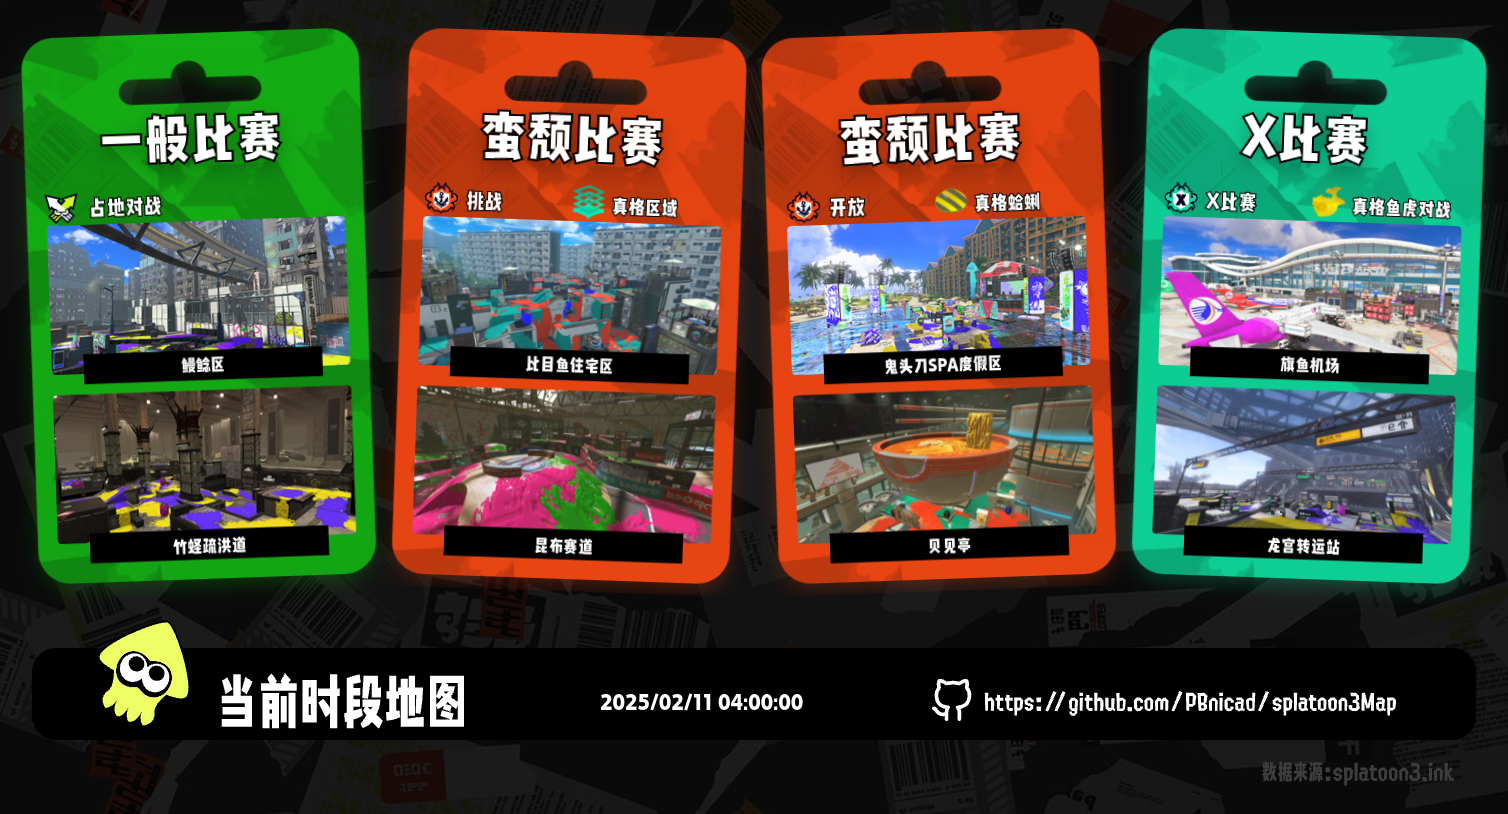 一般比赛
占地对战
鳗鲶区
竹蛏疏洪道
蛮颓比赛
挑战
真格区域
比目鱼住宅区
昆布赛道
蛮颓比赛
开放
真格蛤蜊
鬼头刀SPA度假区
贝见亭
X比赛
X比赛
真格鱼虎对战
旗鱼机场
龙宫转运站
当前时段地图
2025/02/11 04:00:00
https://github.com/PBnicad/splatoon3Map
数据来源:splatoon3.ink